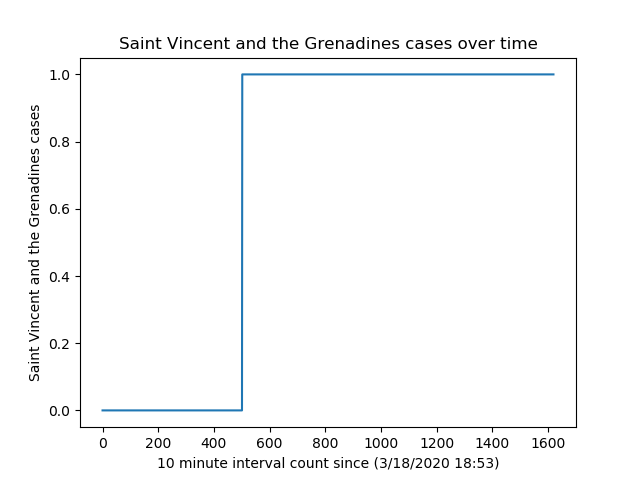 Saint Vincent and the Grenadines cases over time
Saint Vincent and the Grenadines cases
1.0
0.8
0.6
0.4
0.2
0.0
0 200 400 600 800 1000 1200 1400 1600
10 minute interval count since (3/18/2020 18:53)